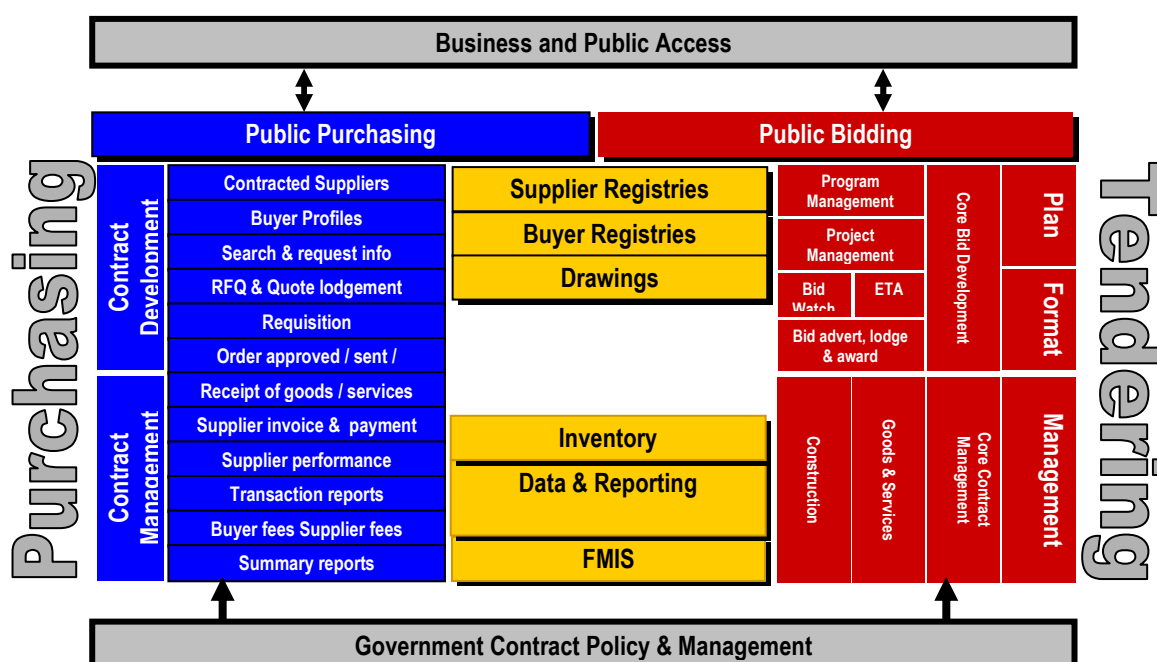 Business and Public Access
Public Purchasing
Public Bidding
Purchasing
Contract
Development
Contract
Management
Contracted Suppliers
Buyer Profiles
Search & request info
RFQ & Quote lodgement
Requisition
Order approved / sent /
Receipt of goods / services
Supplier invoice & payment
Supplier performance
Transaction reports
Buyer fees Supplier fees
Summary reports
Supplier Registries
Buyer Registries
Drawings
Inventory
Data & Reporting
FMIS
Program
Management
Project
Management
Bid
Watch
ETA
Bid advert, lodge
& award
Core Bid Development
Plan
Format
Construction
Goods &
Services
Core Contract
Management
Management
Tendering
Government Contract Policy & Management